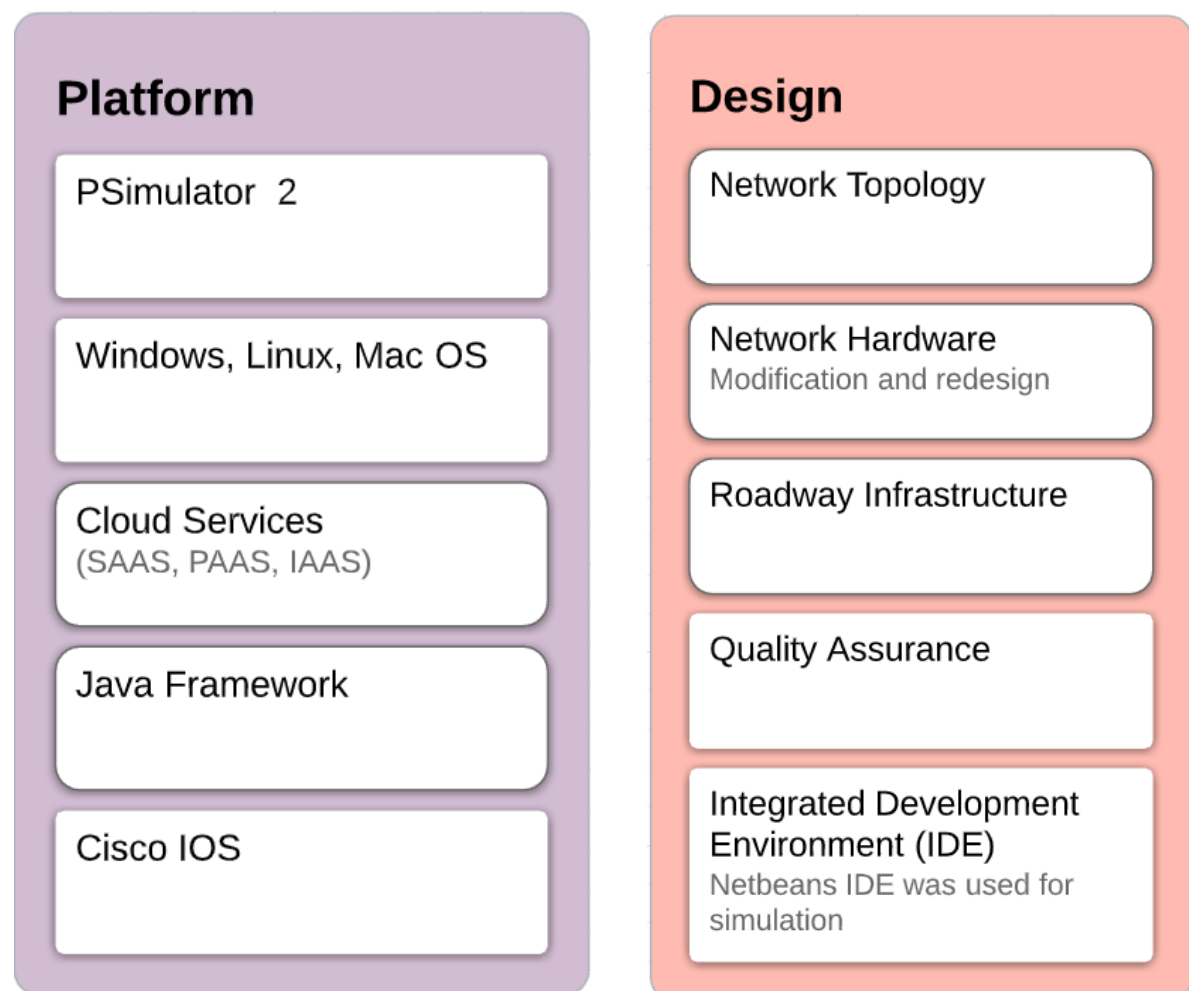 Platform
PSimulator  2
Windows, Linux, Mac OS
Cloud Services
(SAAS, PAAS, IAAS)
Java Framework
Cisco IOS
Design
Network Topology
Network Hardware
Modification and redesign
Roadway Infrastructure
Quality Assurance
Integrated Development
Environment (IDE)
Netbeans IDE was used for
simulation